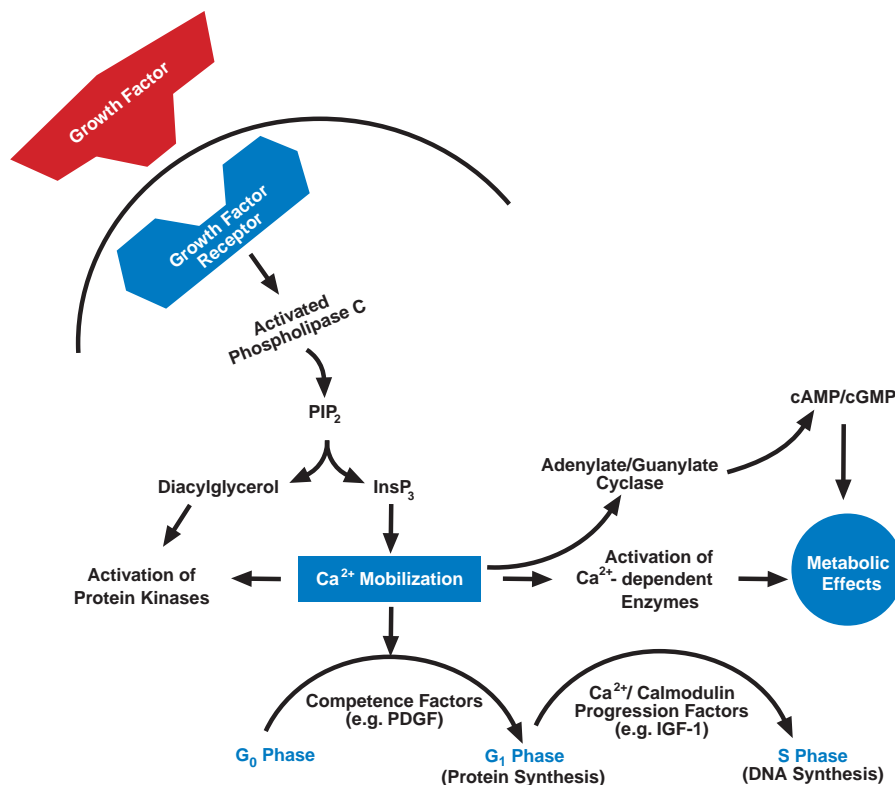 Growth Factor
Growth Factor
Receptor
Activated
Phospholipase C
PIP₂
cAMP/cGMP
Adenylate/Guanylate
Cyclase
Diacylglycerol
InsP₃
Activation of
Protein Kinases
Ca²⁺ Mobilization
Activation of
Ca²⁺- dependent
Enzymes
Metabolic
Effects
Competence Factors
(e.g. PDGF)
Ca²⁺/ Calmodulin
Progression Factors
(e.g. IGF-1)
G₀ Phase
G₁ Phase
(Protein Synthesis)
S Phase
(DNA Synthesis)